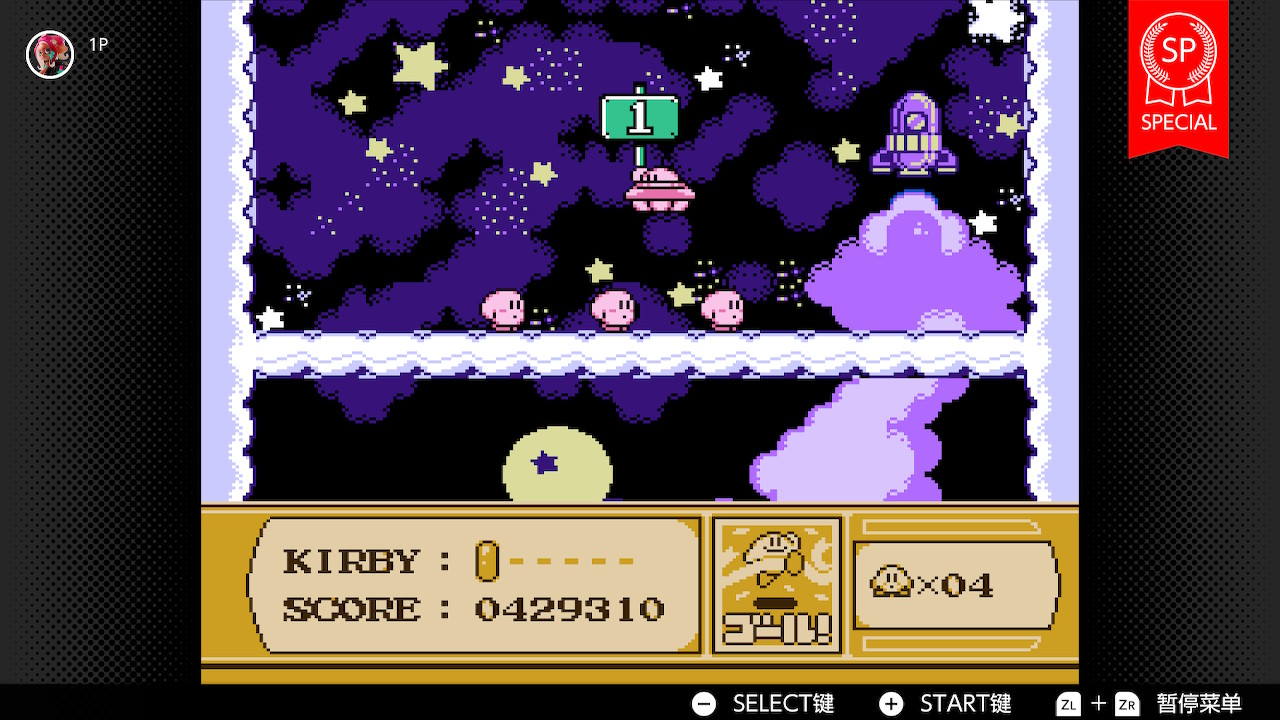 1P
SP
SPECIAL
1
KIRBY :
SCORE : 0429310
×04
SELECT键
START键
ZL + ZR 暂停菜单